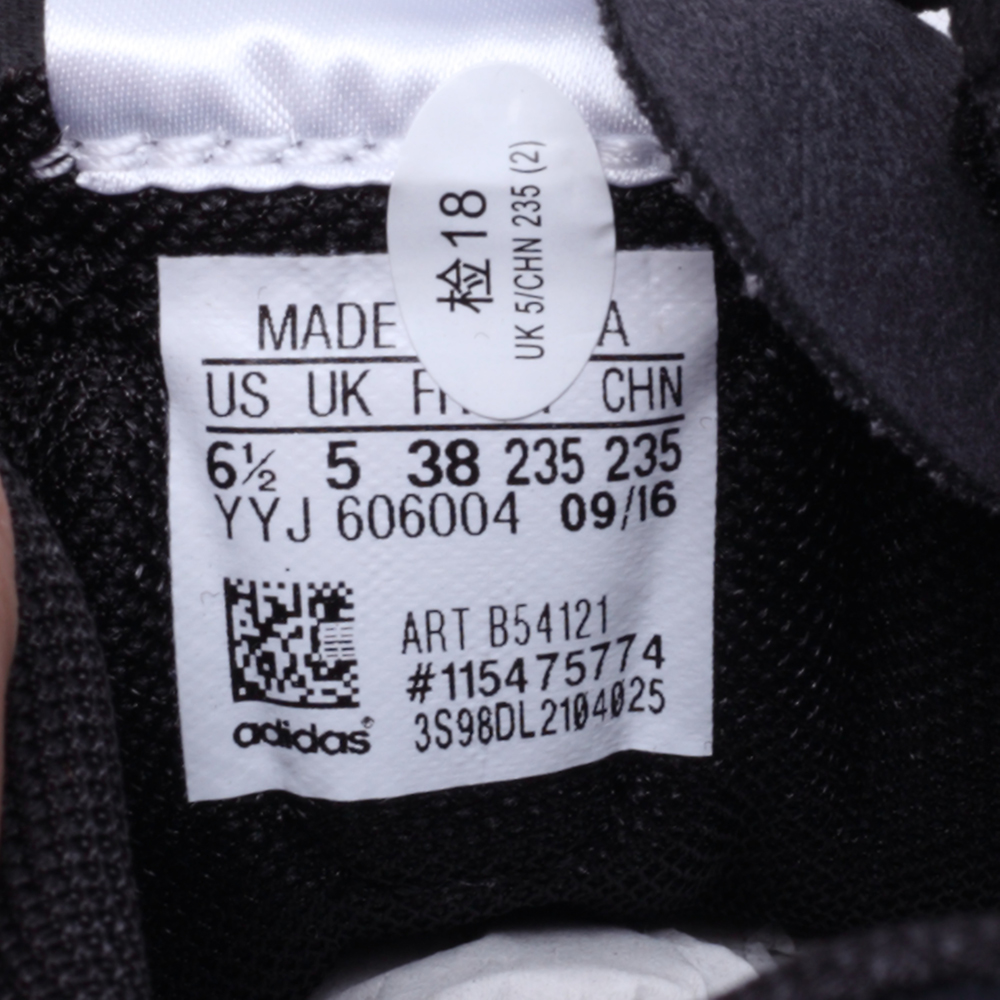 检18
UK 5/CHN 235 (2)
MADE A
US UK CHN
6½ 5 38 235 235
YYJ 606004 09/16
ART B54121
#115475774
3S98DL2104025
adidas®